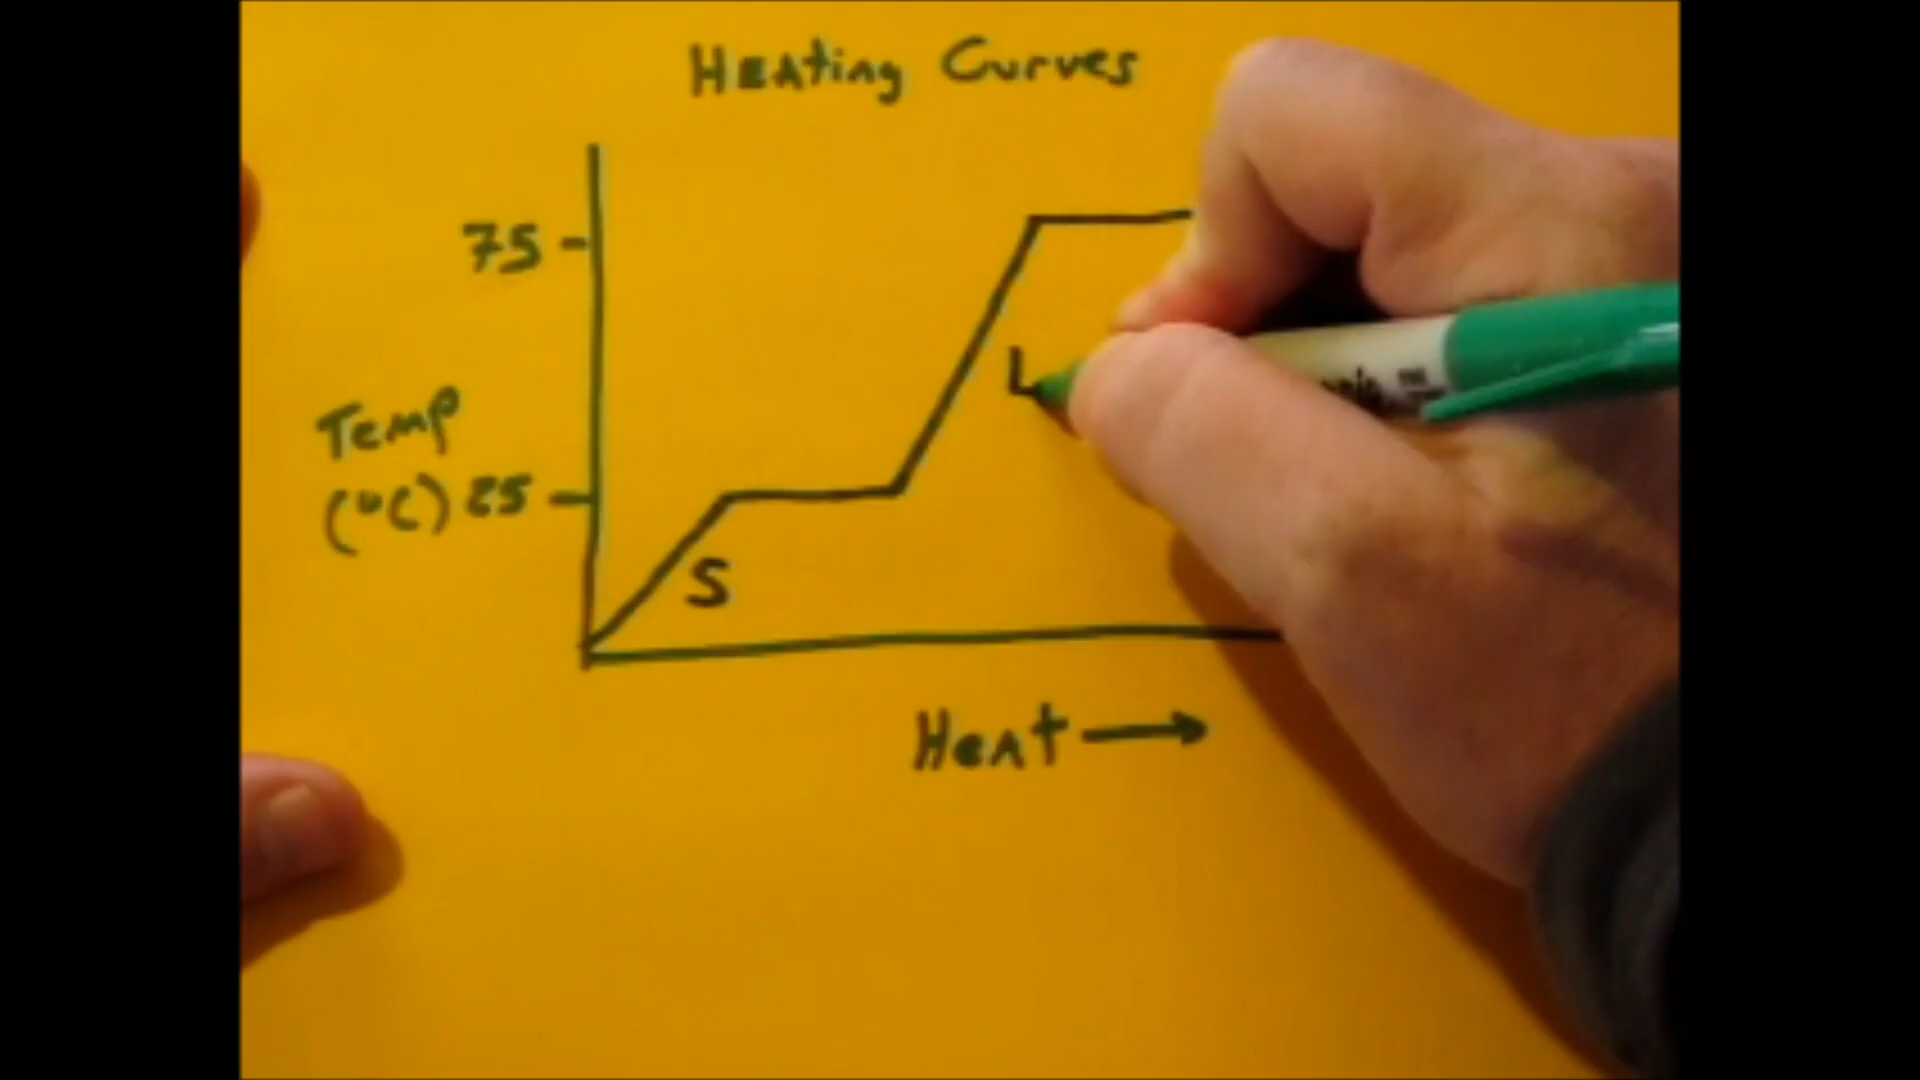 Heating Curves
75
Temp
(°C) 25
L
S
Heat →